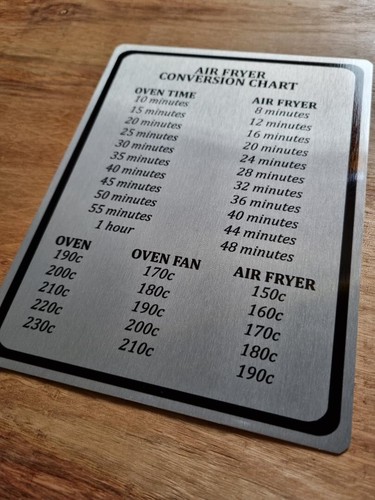 AIR FRYER
CONVERSION CHART
OVEN TIME AIR FRYER
10 minutes 8 minutes
15 minutes 12 minutes
20 minutes 16 minutes
25 minutes 20 minutes
30 minutes 24 minutes
35 minutes 28 minutes
40 minutes 32 minutes
45 minutes 36 minutes
50 minutes 40 minutes
55 minutes 44 minutes
1 hour 48 minutes
OVEN OVEN FAN AIR FRYER
190c 170c 150c
200c 180c 160c
210c 190c 170c
220c 200c 180c
230c 210c 190c